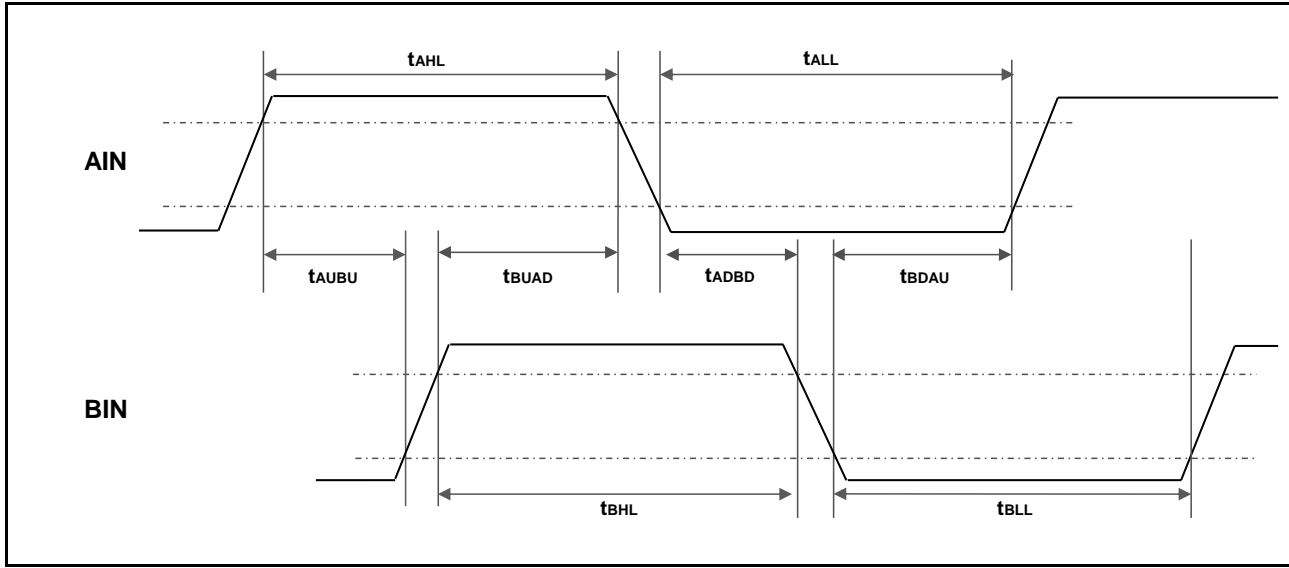 tAHL tALL
AIN
tAUBU tBUAD tADBD tBDAU
BIN
tBHL tBLL